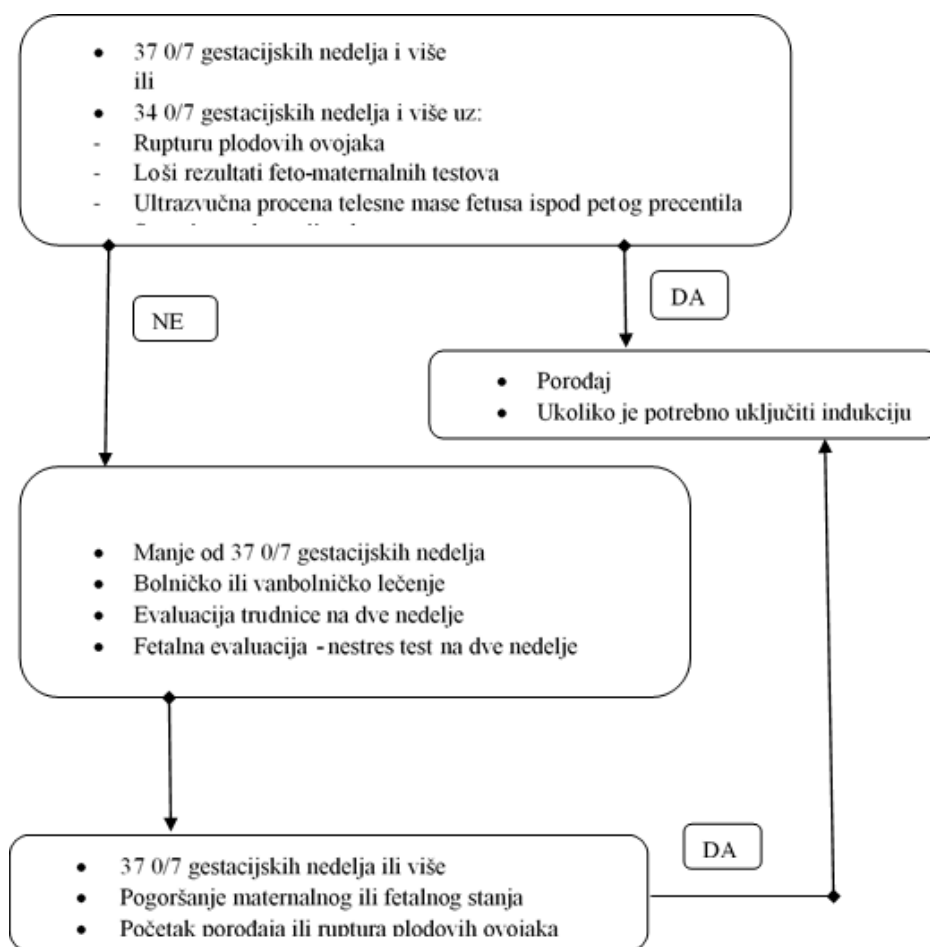 • 37 0/7 gestacijskih nedelja i više
ili
• 34 0/7 gestacijskih nedelja i više uz:
- Rupturu plodovih ovojaka
- Loši rezultati feto-maternalnih testova
- Ultrazvučna procena telesne mase fetusa ispod petog precentila
NE
DA
• Porođaj
• Ukoliko je potrebno uključiti indukciju
• Manje od 37 0/7 gestacijskih nedelja
• Bolničko ili vanbolničko lečenje
• Evaluacija trudnice na dve nedelje
• Fetalna evaluacija - nestres test na dve nedelje
• 37 0/7 gestacijskih nedelja ili više
• Pogoršanje maternalnog ili fetalnog stanja
• Početak porođaja ili ruptura plodovih ovojaka
DA